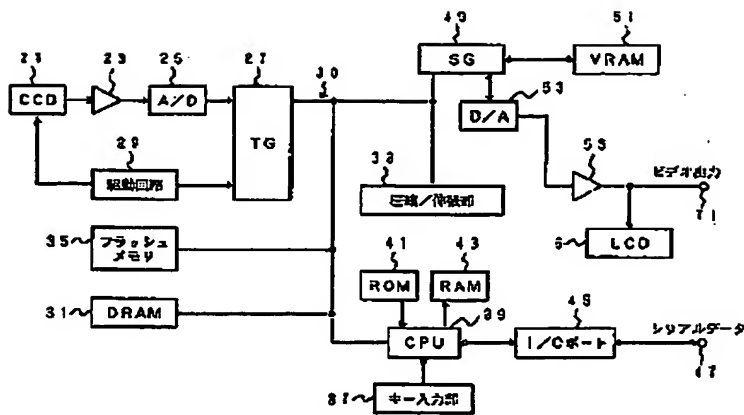 49 51
21 23 25 27 SG VRAM
30 53
CCD A/D D/A
TG
29 55
ビデオ出力
駆動回路 圧縮/伸張部
71
35 フラッシュメモリ 41 43 6 LCD
ROM RAM
39 45
シリアルデータ
31 DRAM CPU I/Oポート
47
37 キー入力部